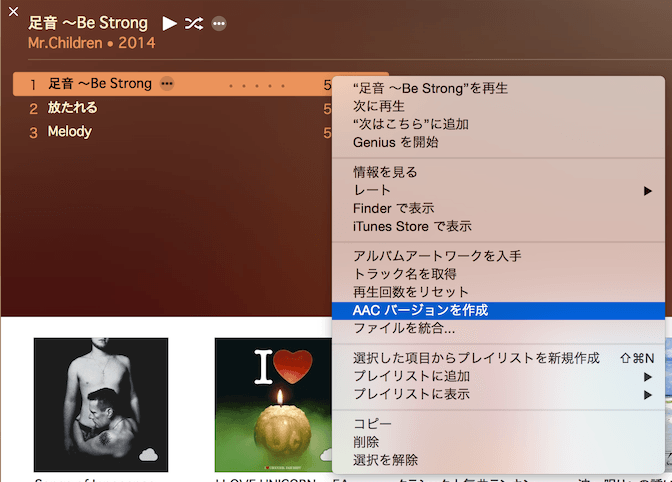 足音 〜Be Strong
Mr.Children • 2014
1 足音 〜Be Strong 5
2 放たれる 5
3 Melody 5
“足音 〜Be Strong”を再生
次に再生
“次はこちら”に追加
Genius を開始
情報を見る
レート
Finder で表示
iTunes Store で表示
アルバムアートワークを入手
トラック名を取得
再生回数をリセット
AAC バージョンを作成
ファイルを統合...
選択した項目からプレイリストを新規作成 ⇧⌘N
プレイリストに追加
プレイリストに表示
コピー
削除
選択を解除
I